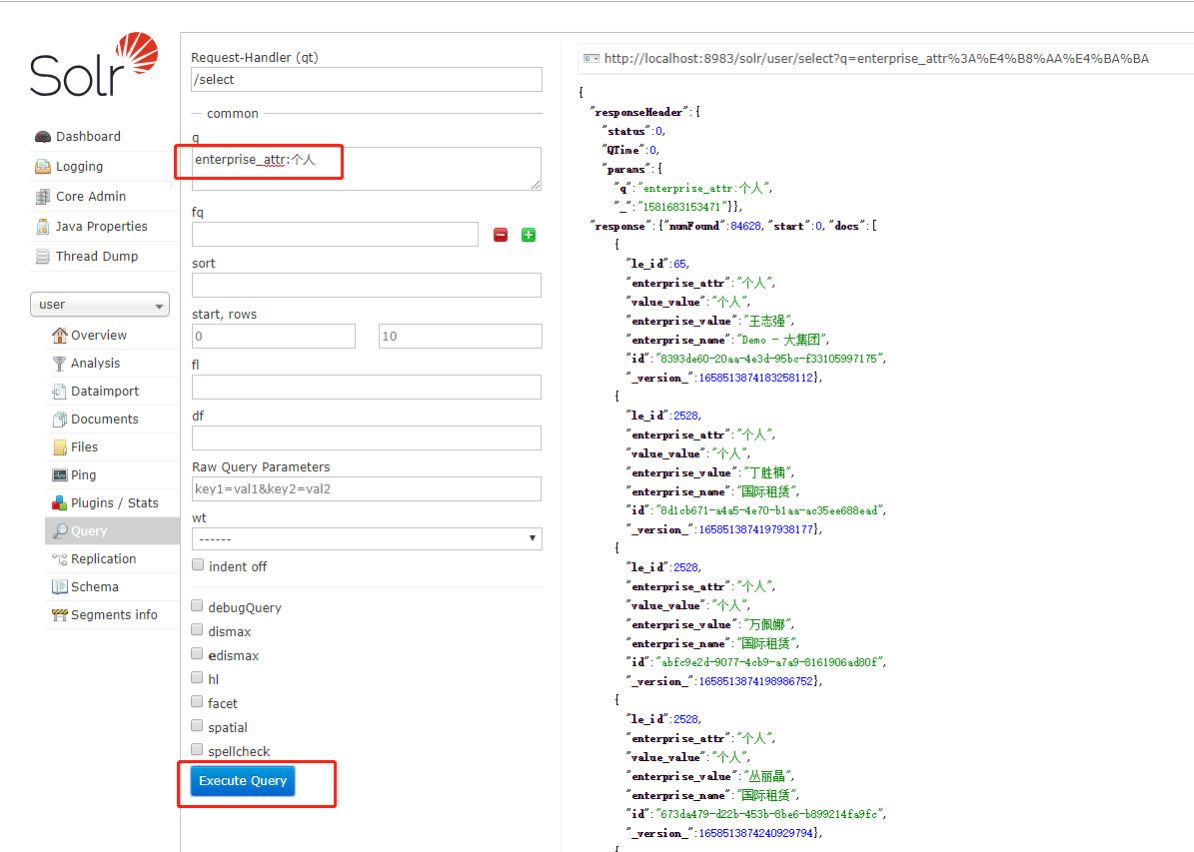 Solr
Dashboard
Logging
Core Admin
Java Properties
Thread Dump
user
Overview
Analysis
Dataimport
Documents
Files
Ping
Plugins / Stats
Query
Replication
Schema
Segments info
Request-Handler (qt)
/select
common
q
enterprise_attr:个人
fq
sort
start, rows
0
10
fl
df
Raw Query Parameters
key1=val1&key2=val2
wt
------
indent off
debugQuery
dismax
edismax
hl
facet
spatial
spellcheck
Execute Query
http://localhost:8983/solr/user/select?q=enterprise_attr%3A%E4%B8%AA%E4%BA%BA
{
"responseHeader":{
"status":0,
"QTime":0,
"params":{
"q":"enterprise_attr:个人",
"_":"1581683153471"}},
"response":{"numFound":84628,"start":0,"docs":[
{
"le_id":65,
"enterprise_attr":"个人",
"value_value":"个人",
"enterprise_value":"王志强",
"enterprise_name":"Demo - 大集团",
"id":"8393de60-20aa-4e3d-95bc-f33105997175",
"_version_":1658513874183258112},
{
"le_id":2528,
"enterprise_attr":"个人",
"value_value":"个人",
"enterprise_value":"丁胜楠",
"enterprise_name":"国际租赁",
"id":"8d1cb671-a4a5-4e70-b1aa-ac35ee688ead",
"_version_":1658513874197938177},
{
"le_id":2528,
"enterprise_attr":"个人",
"value_value":"个人",
"enterprise_value":"万佩娜",
"enterprise_name":"国际租赁",
"id":"abfc9e2d-9077-4cb9-a7a9-8161906ad80f",
"_version_":1658513874198986752},
{
"le_id":2528,
"enterprise_attr":"个人",
"value_value":"个人",
"enterprise_value":"丛丽晶",
"enterprise_name":"国际租赁",
"id":"673da479-d22b-453b-8be6-b899214fa9fc",
"_version_":1658513874240929794},
{